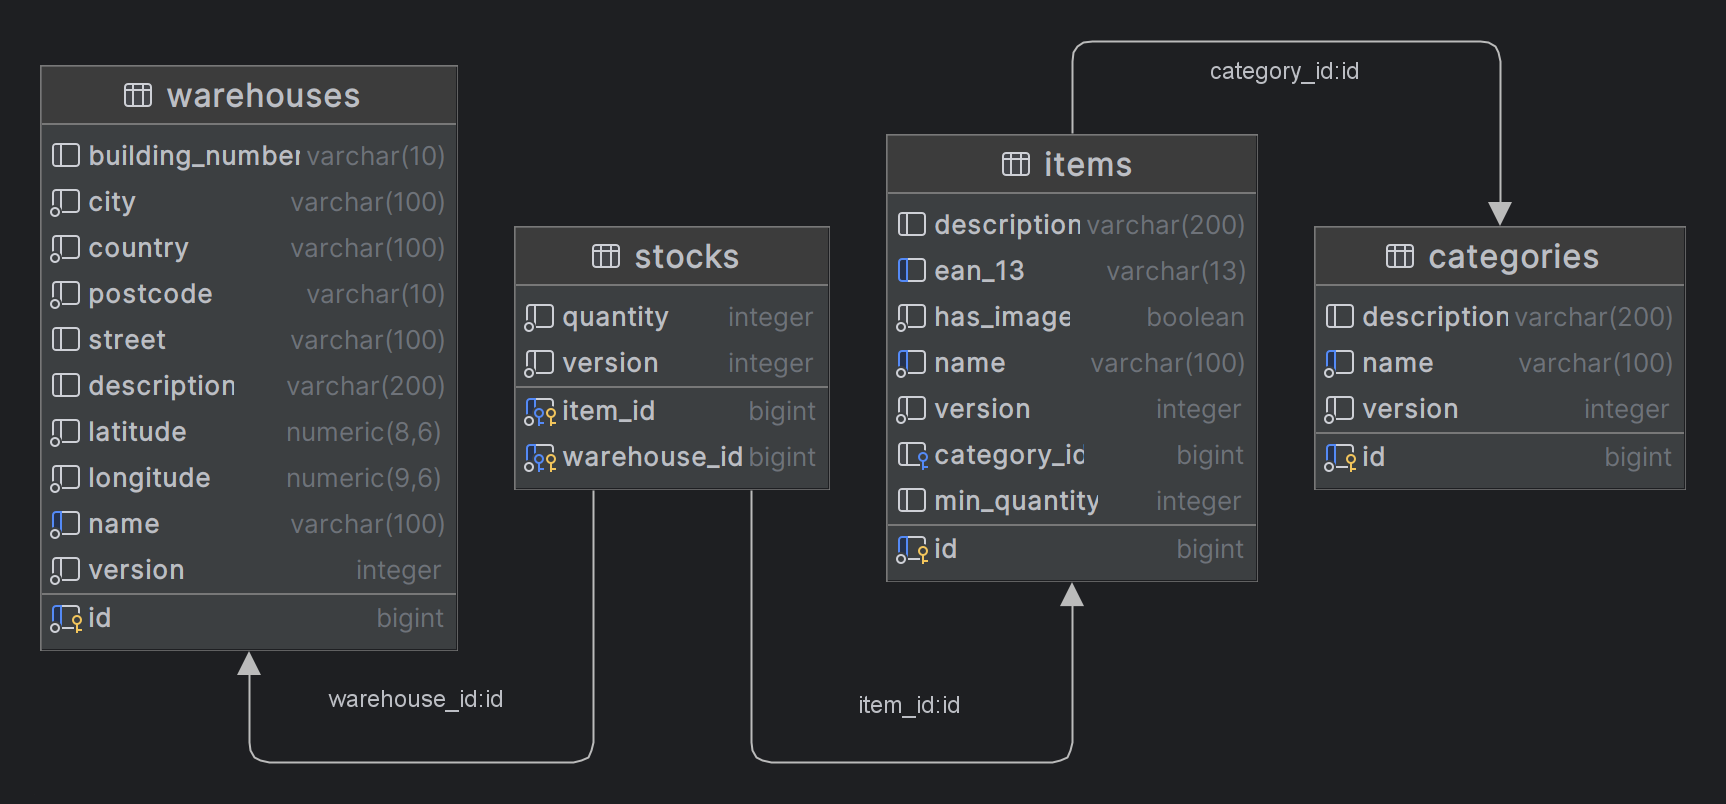 warehouses
building_number varchar(10)
city varchar(100)
country varchar(100)
postcode varchar(10)
street varchar(100)
description varchar(200)
latitude numeric(8,6)
longitude numeric(9,6)
name varchar(100)
version integer
id bigint
stocks
quantity integer
version integer
item_id bigint
warehouse_id bigint
items
description varchar(200)
ean_13 varchar(13)
has_image boolean
name varchar(100)
version integer
category_id bigint
min_quantity integer
id bigint
categories
description varchar(200)
name varchar(100)
version integer
id bigint
category_id:id
warehouse_id:id
item_id:id